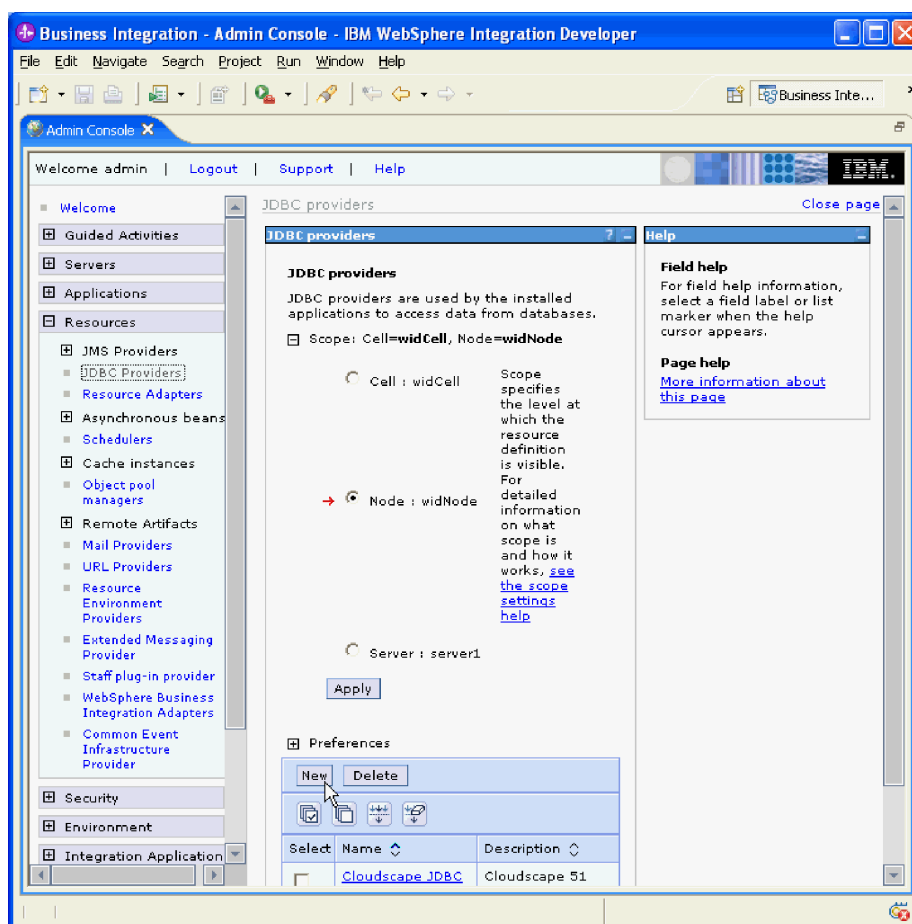 Business Integration - Admin Console - IBM WebSphere Integration Developer
File Edit Navigate Search Project Run Window Help
Business Inte...
Admin Console
Welcome admin | Logout | Support | Help
IBM.
Welcome
Guided Activities
Servers
Applications
Resources
JMS Providers
JDBC Providers
Resource Adapters
Asynchronous beans
Schedulers
Cache instances
Object pool
managers
Remote Artifacts
Mail Providers
URL Providers
Resource
Environment
Providers
Extended Messaging
Provider
Staff plug-in provider
WebSphere Business
Integration Adapters
Common Event
Infrastructure
Provider
Security
Environment
Integration Application
JDBC providers
Close page
JDBC providers ?
JDBC providers
JDBC providers are used by the installed
applications to access data from databases.
Scope: Cell=widCell, Node=widNode
Cell : widCell
Node : widNode
Server : server1
Scope
specifies
the level at
which the
resource
definition
is visible.
For
detailed
information
on what
scope is
and how it
works, see
the scope
settings
help
Apply
Preferences
New Delete
Select Name Description
Cloudscape JDBC Cloudscape 51
Help
Field help
For field help information,
select a field label or list
marker when the help
cursor appears.
Page help
More information about
this page